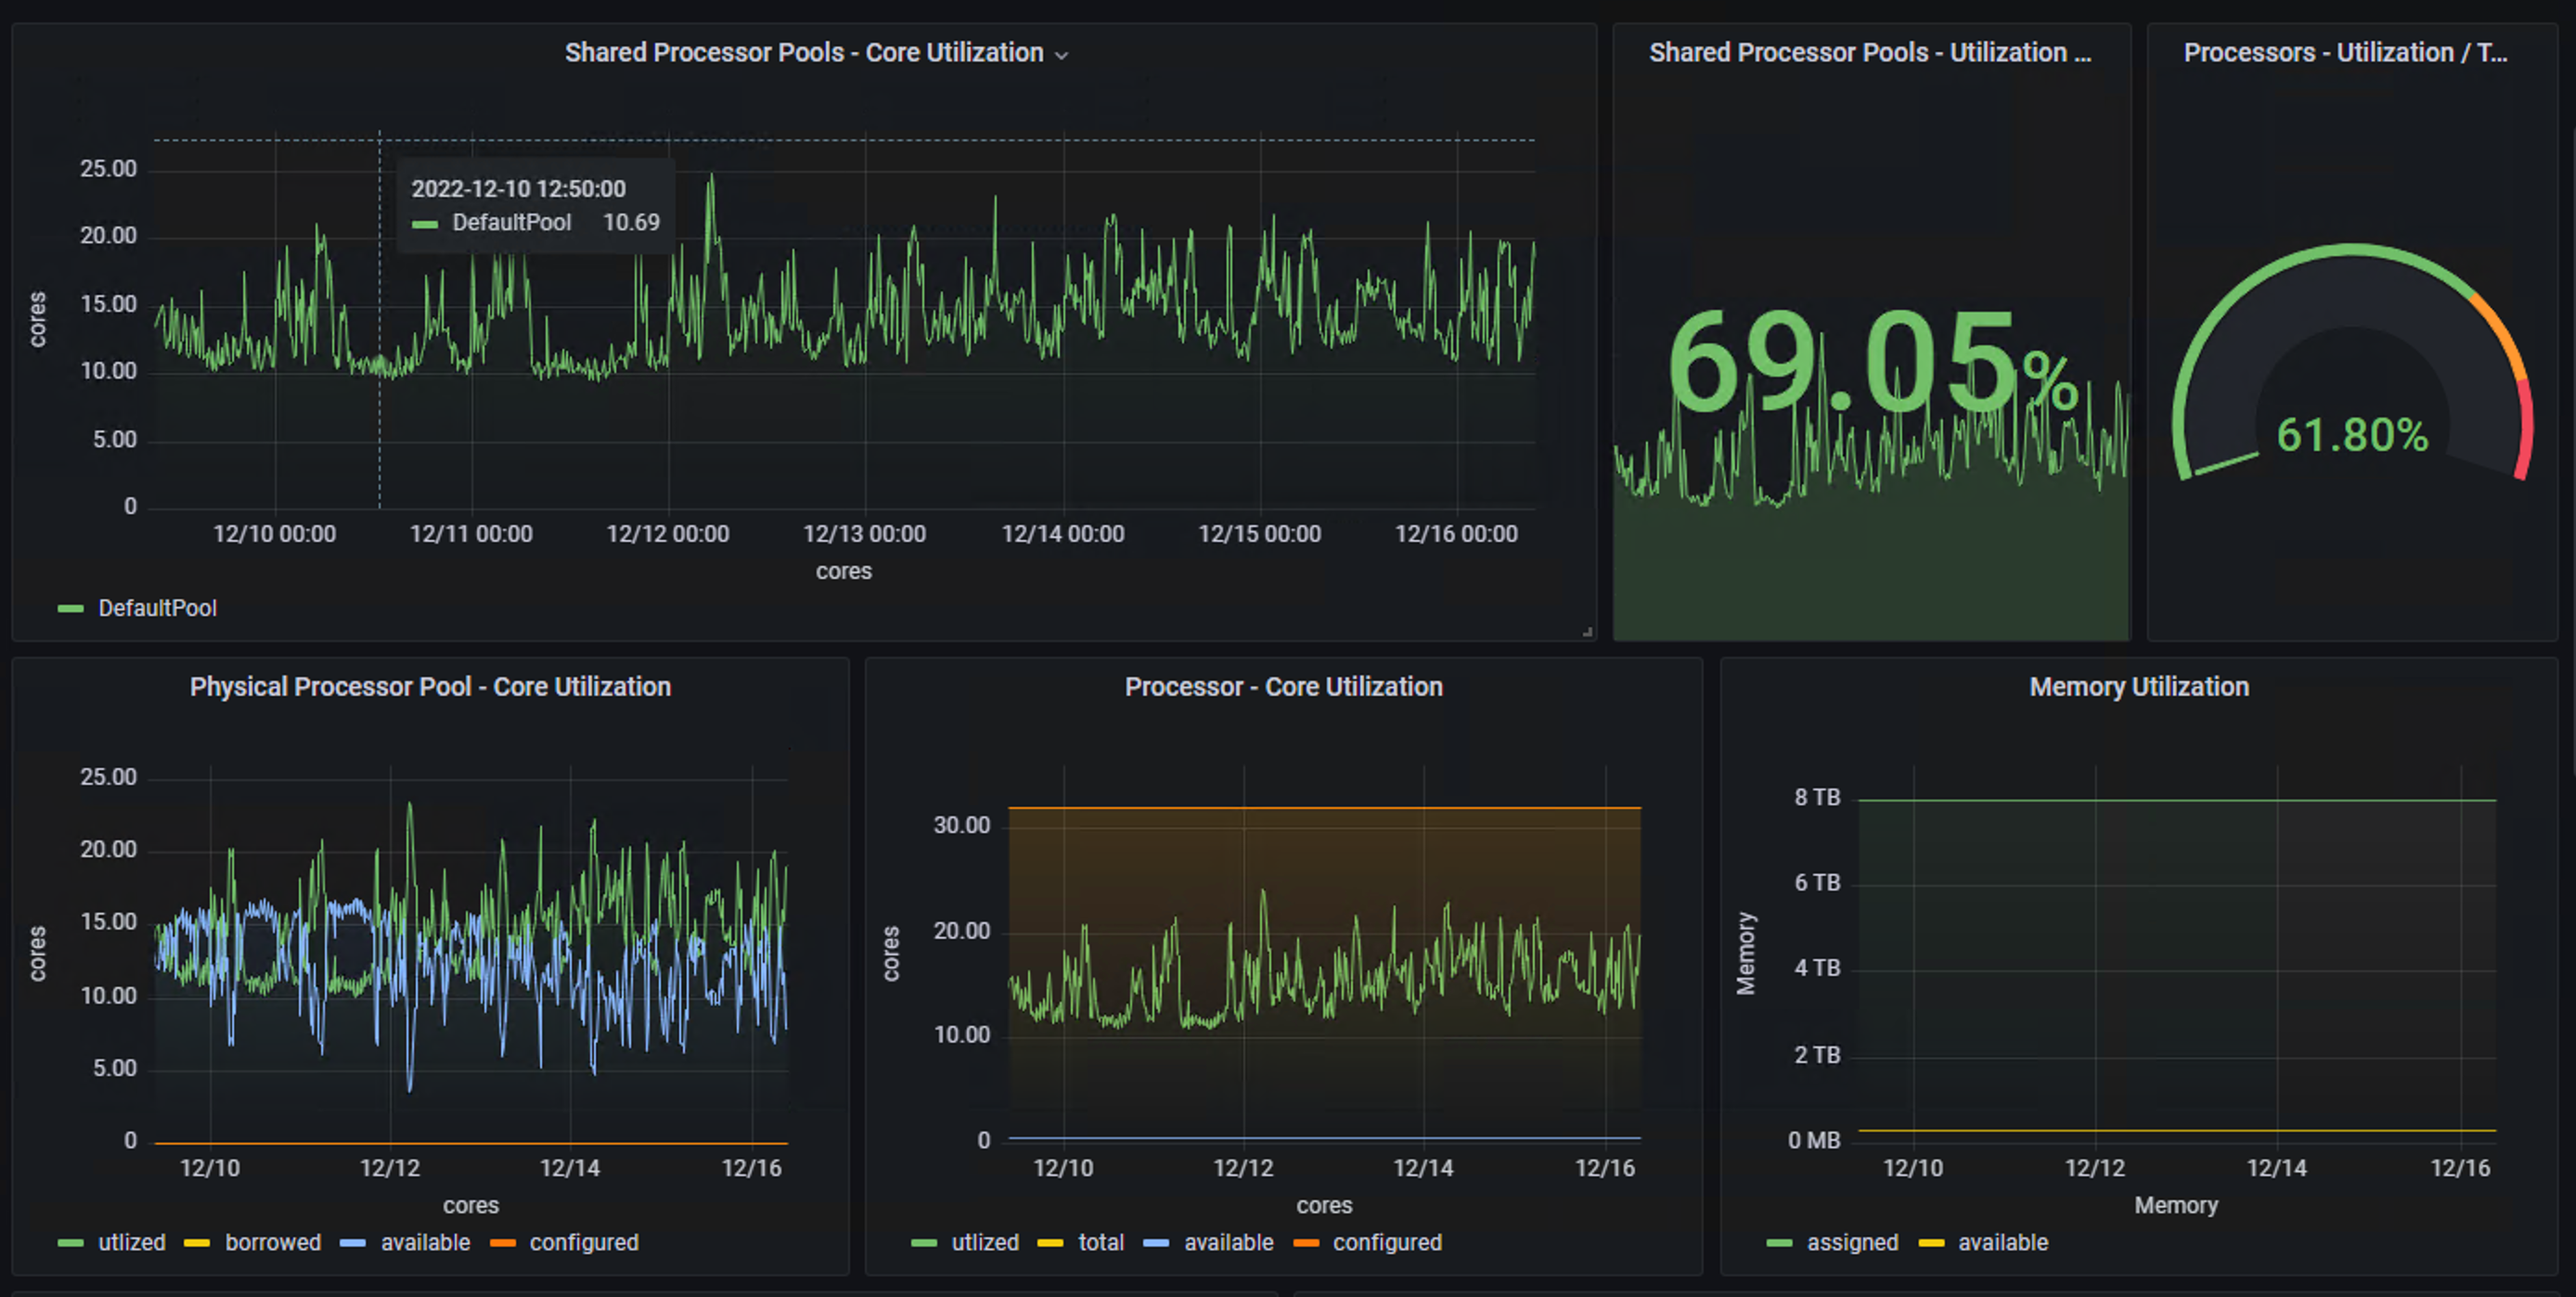 Shared Processor Pools - Core Utilization
25.00
20.00
15.00
10.00
5.00
0
cores
2022-12-10 12:50:00
DefaultPool 10.69
12/10 00:00 12/11 00:00 12/12 00:00 12/13 00:00 12/14 00:00 12/15 00:00 12/16 00:00
cores
DefaultPool
Shared Processor Pools - Utilization ...
69.05%
Processors - Utilization / T...
61.80%
Physical Processor Pool - Core Utilization
25.00
20.00
15.00
10.00
5.00
0
cores
12/10 12/12 12/14 12/16
cores
utlized borrowed available configured
Processor - Core Utilization
30.00
20.00
10.00
0
cores
12/10 12/12 12/14 12/16
cores
utlized total available configured
Memory Utilization
8 TB
6 TB
4 TB
2 TB
0 MB
Memory
12/10 12/12 12/14 12/16
Memory
assigned available